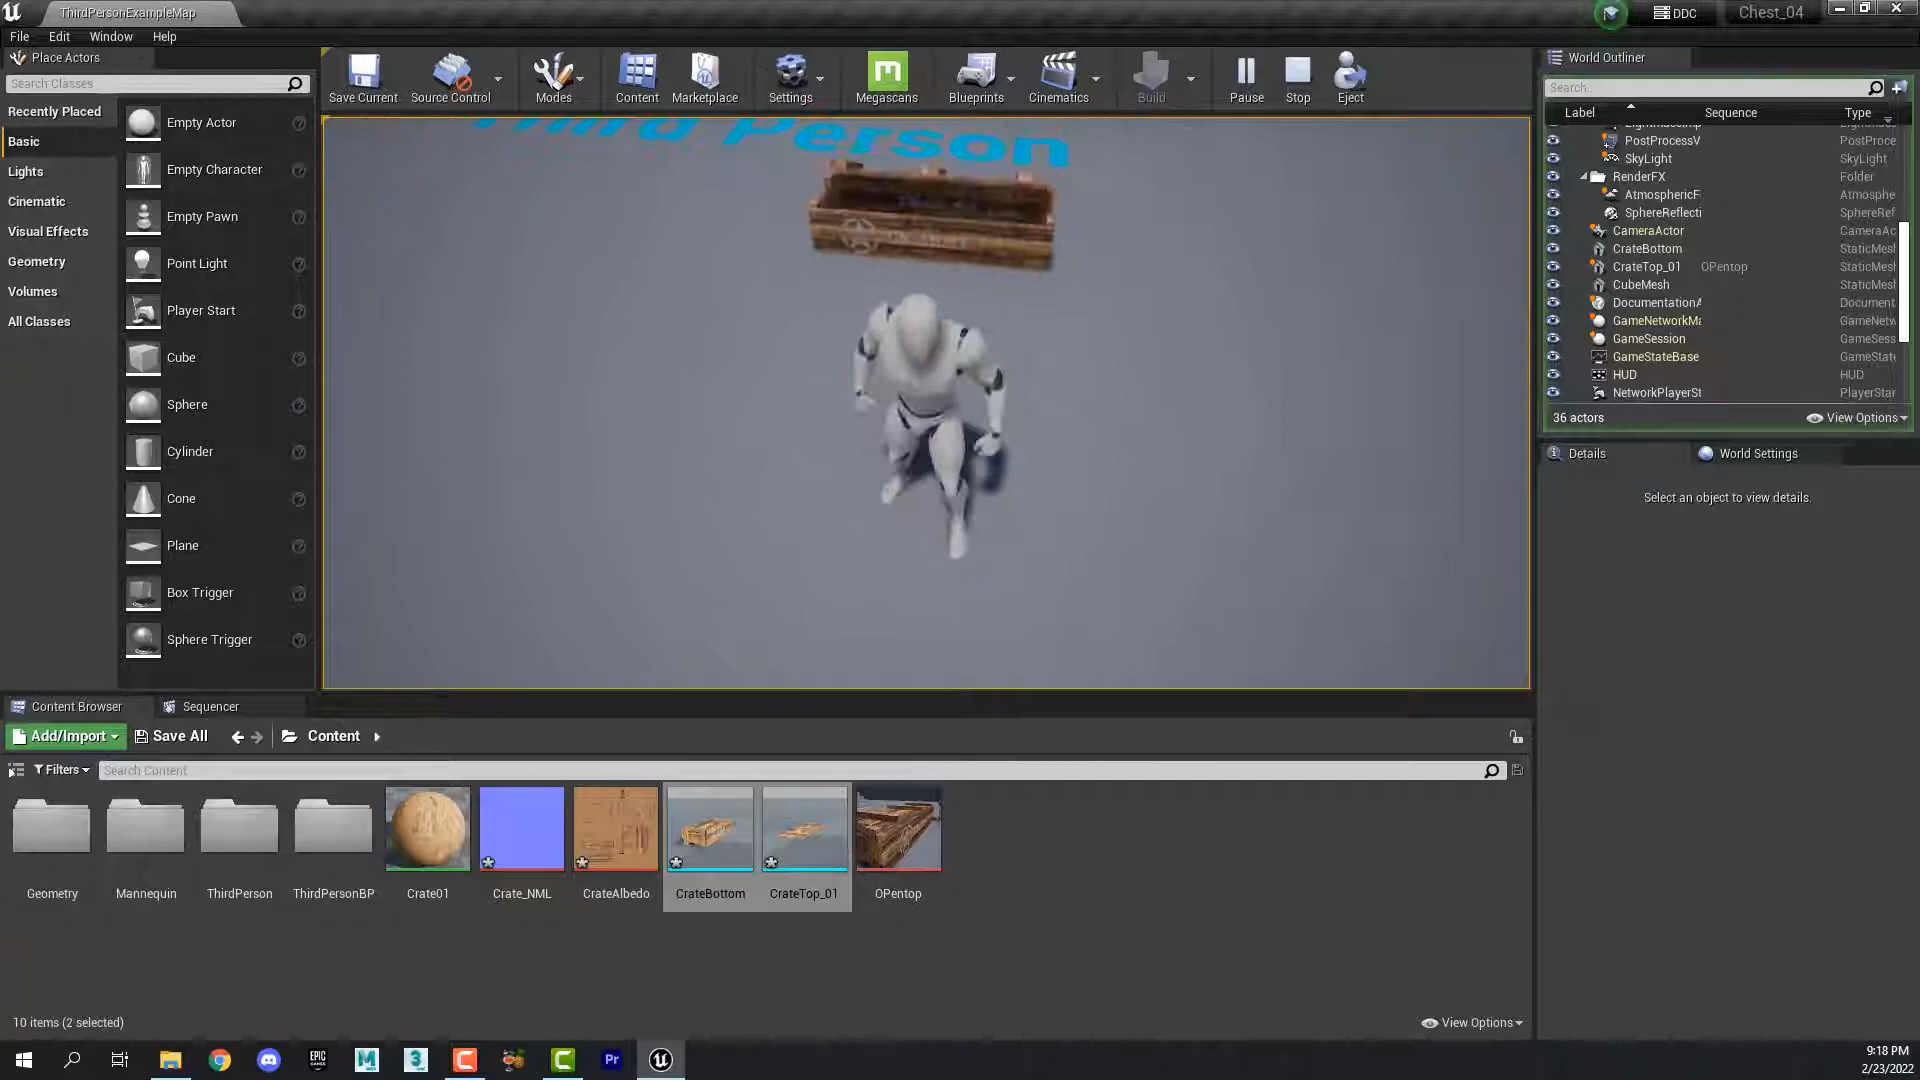 ThirdPersonExampleMap
DDC
Chest_04
File Edit Window Help
Place Actors
Search Classes
Recently Placed
Basic
Lights
Cinematic
Visual Effects
Geometry
Volumes
All Classes
Empty Actor
Empty Character
Empty Pawn
Point Light
Player Start
Cube
Sphere
Cylinder
Cone
Plane
Box Trigger
Sphere Trigger
Save Current
Source Control
Modes
Content
Marketplace
Settings
Megascans
Blueprints
Cinematics
Build
Pause
Stop
Eject
Third Person
World Outliner
Search..
Label Sequence Type
PostProcessV PostProce
SkyLight SkyLight
RenderFX Folder
AtmosphericF Atmosphe
SphereReflecti SphereRef
CameraActor CameraAc
CrateBottom StaticMesh
CrateTop_01 OPentop StaticMesh
CubeMesh StaticMesh
DocumentationA Document
GameNetworkMa GameNetw
GameSession GameSess
GameStateBase GameState
HUD HUD
NetworkPlayerSt PlayerStar
36 actors
View Options
Details
World Settings
Select an object to view details.
Content Browser
Sequencer
Add/Import
Save All
Content
Filters
Search Content
Geometry
Mannequin
ThirdPerson
ThirdPersonBP
Crate01
Crate_NML
CrateAlbedo
CrateBottom
CrateTop_01
OPentop
10 items (2 selected)
View Options
EPIC
GAMES
M
3
C
C
Pr
9:18 PM
2/23/2022